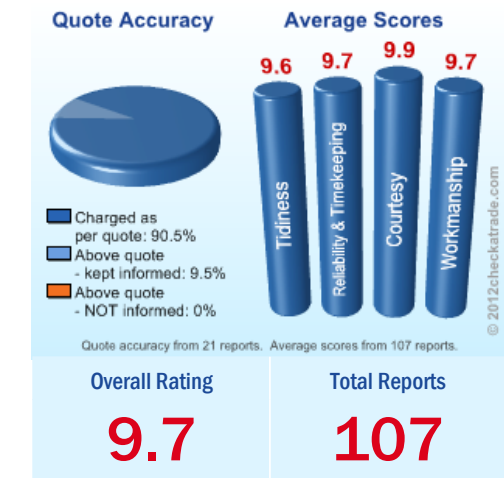 Quote Accuracy
Average Scores
9.6
9.7
9.9
9.7
Tidiness
Reliability & Timekeeping
Courtesy
Workmanship
Charged as
per quote: 90.5%
Above quote
- kept informed: 9.5%
Above quote
- NOT informed: 0%
© 2012checkatrade.com
Quote accuracy from 21 reports. Average scores from 107 reports.
Overall Rating
9.7
Total Reports
107